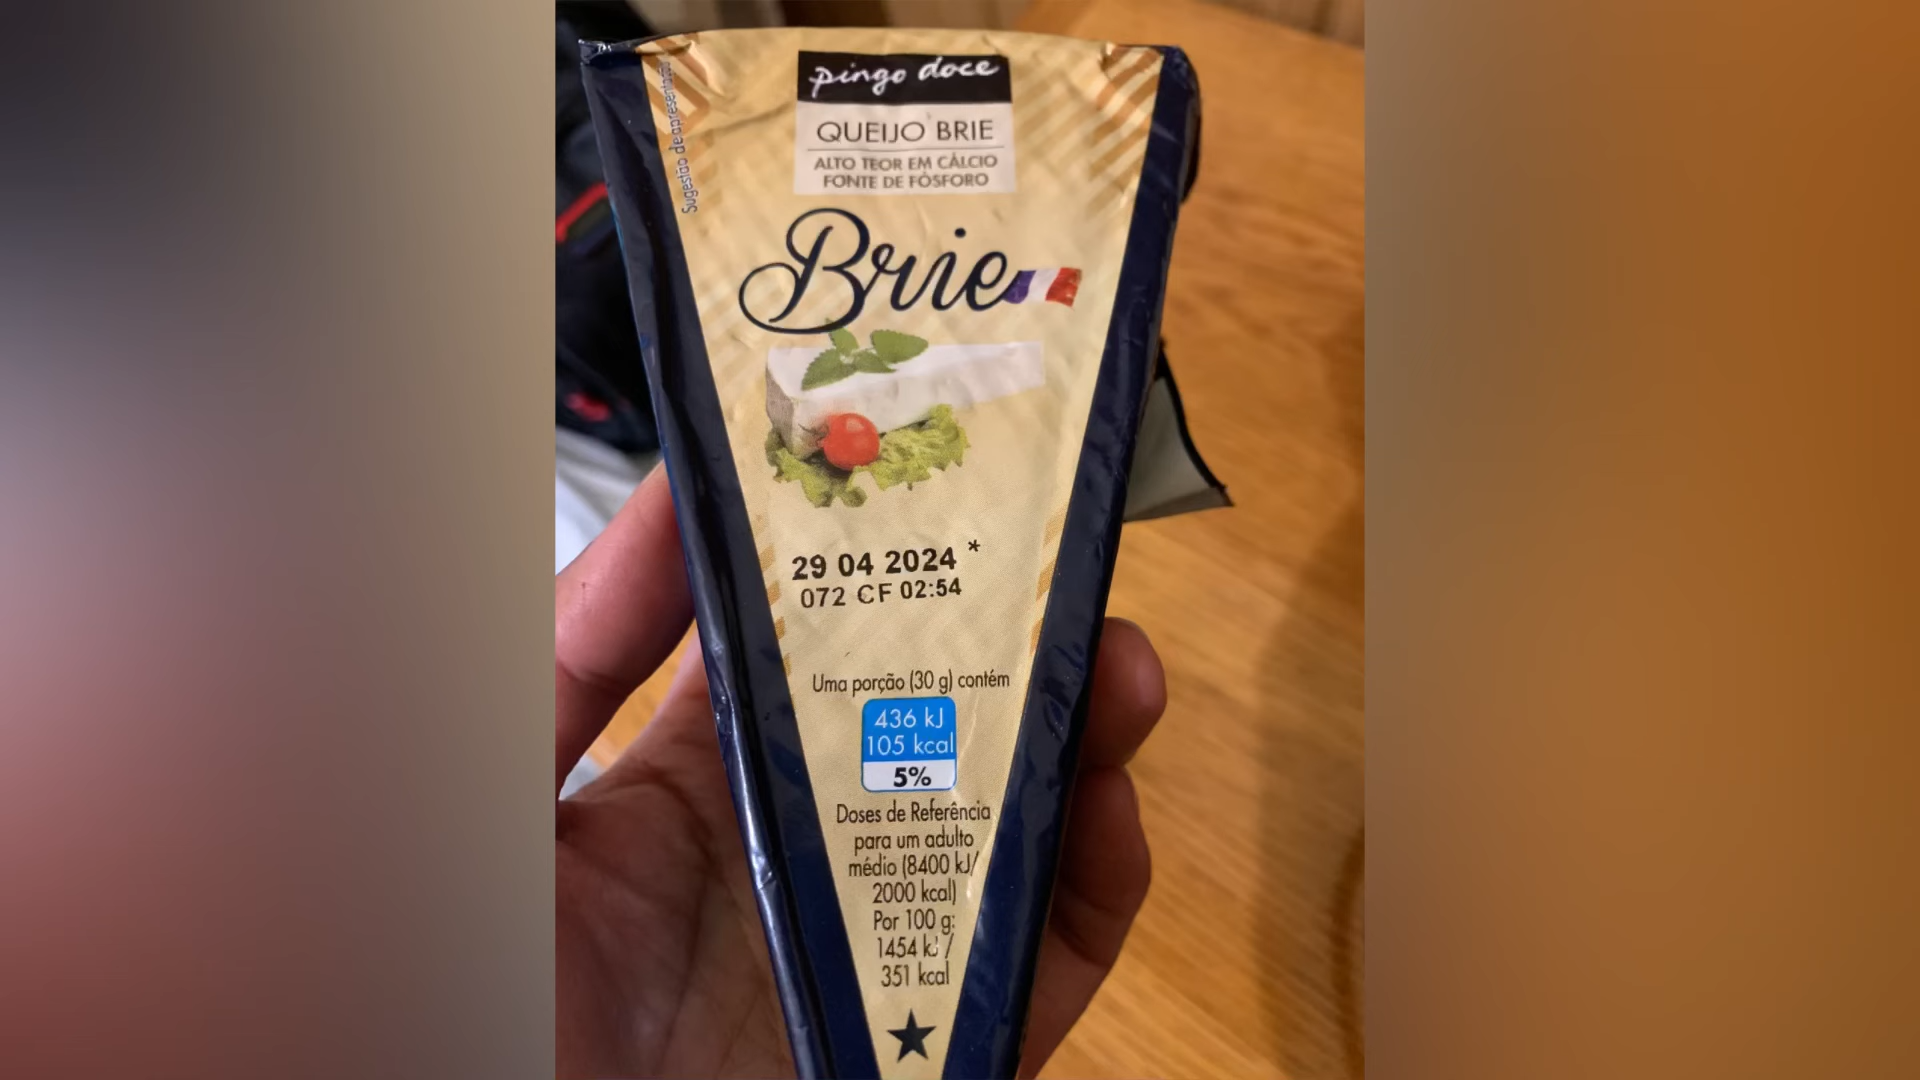 pingo doce
QUEIJO BRIE
ALTO TEOR EM CÁLCIO
FONTE DE FÓSFORO
Sugestão de apresentação
Brie
29 04 2024 *
072 CF 02:54
Uma porção (30 g) contém
436 kJ
105 kcal
5%
Doses de Referência
para um adulto
médio (8400 kJ/
2000 kcal)
Por 100 g:
1454 kJ /
351 kcal